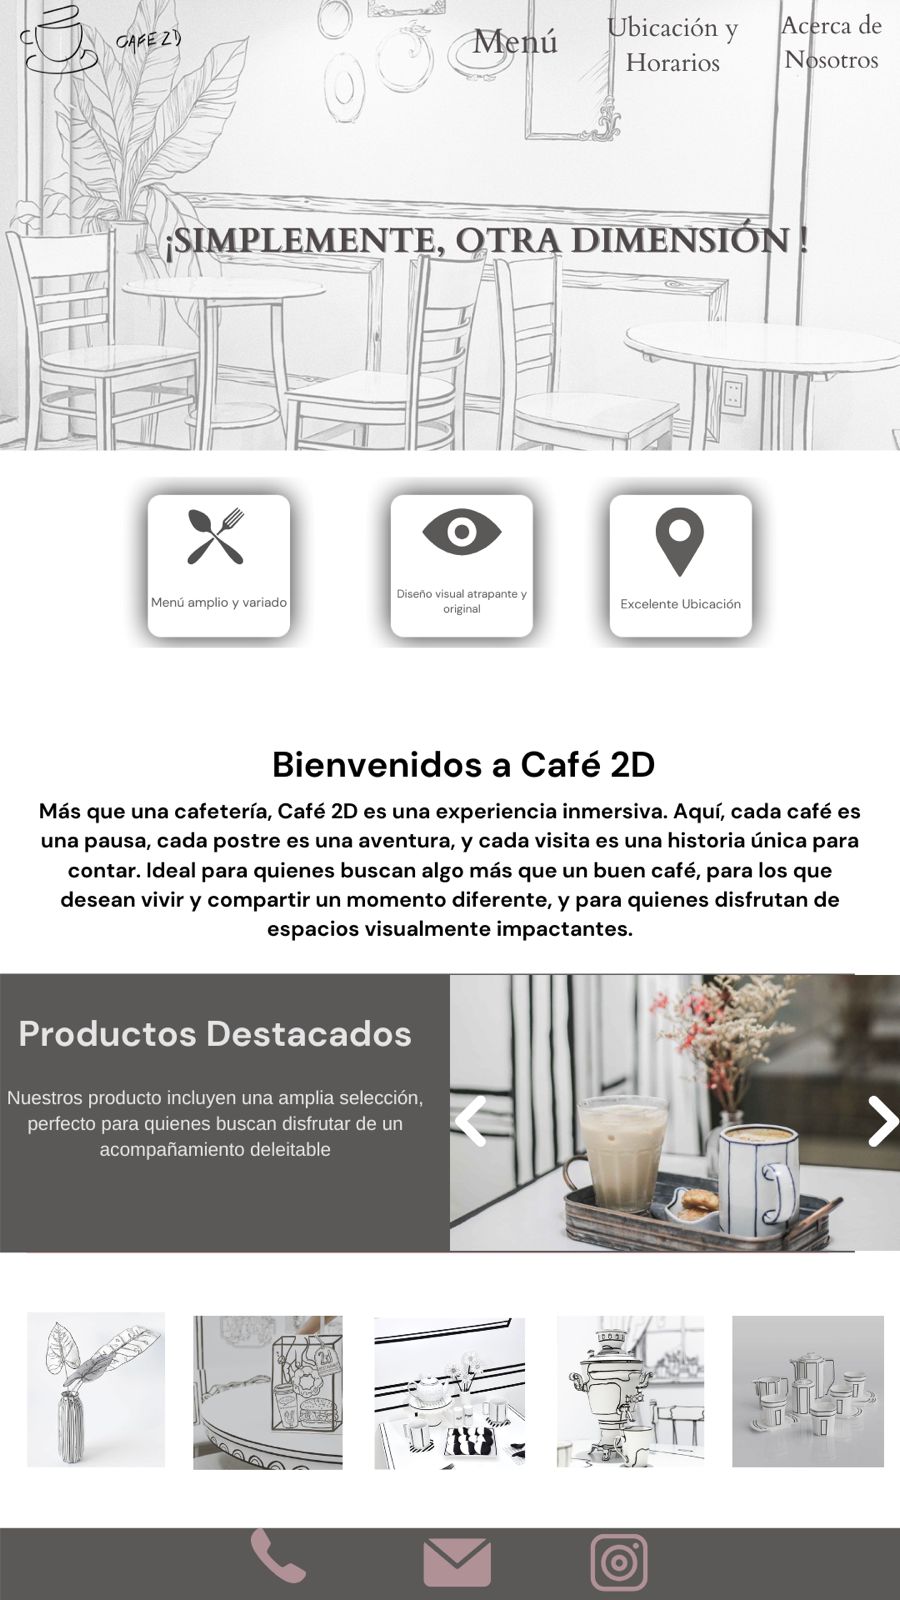 CAFE 2D
Menú
Ubicación y
Horarios
Acerca de
Nosotros
¡SIMPLEMENTE, OTRA DIMENSIÓN !
Menú amplio y variado
Diseño visual atrapante y
original
Excelente Ubicación
Bienvenidos a Café 2D
Más que una cafetería, Café 2D es una experiencia inmersiva. Aquí, cada café es
una pausa, cada postre es una aventura, y cada visita es una historia única para
contar. Ideal para quienes buscan algo más que un buen café, para los que
desean vivir y compartir un momento diferente, y para quienes disfrutan de
espacios visualmente impactantes.
Productos Destacados
Nuestros producto incluyen una amplia selección,
perfecto para quienes buscan disfrutar de un
acompañamiento deleitable